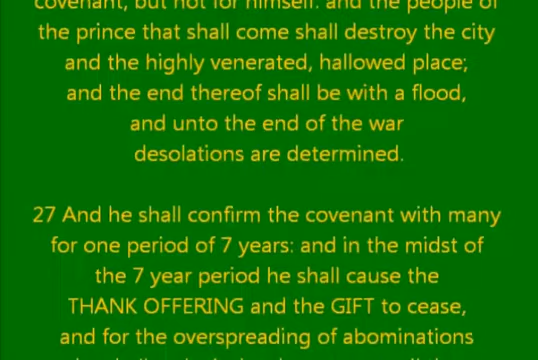 covenant, but not for himself: and the people of
the prince that shall come shall destroy the city
and the highly venerated, hallowed place;
and the end thereof shall be with a flood,
and unto the end of the war
desolations are determined.
27 And he shall confirm the covenant with many
for one period of 7 years: and in the midst of
the 7 year period he shall cause the
THANK OFFERING and the GIFT to cease,
and for the overspreading of abominations